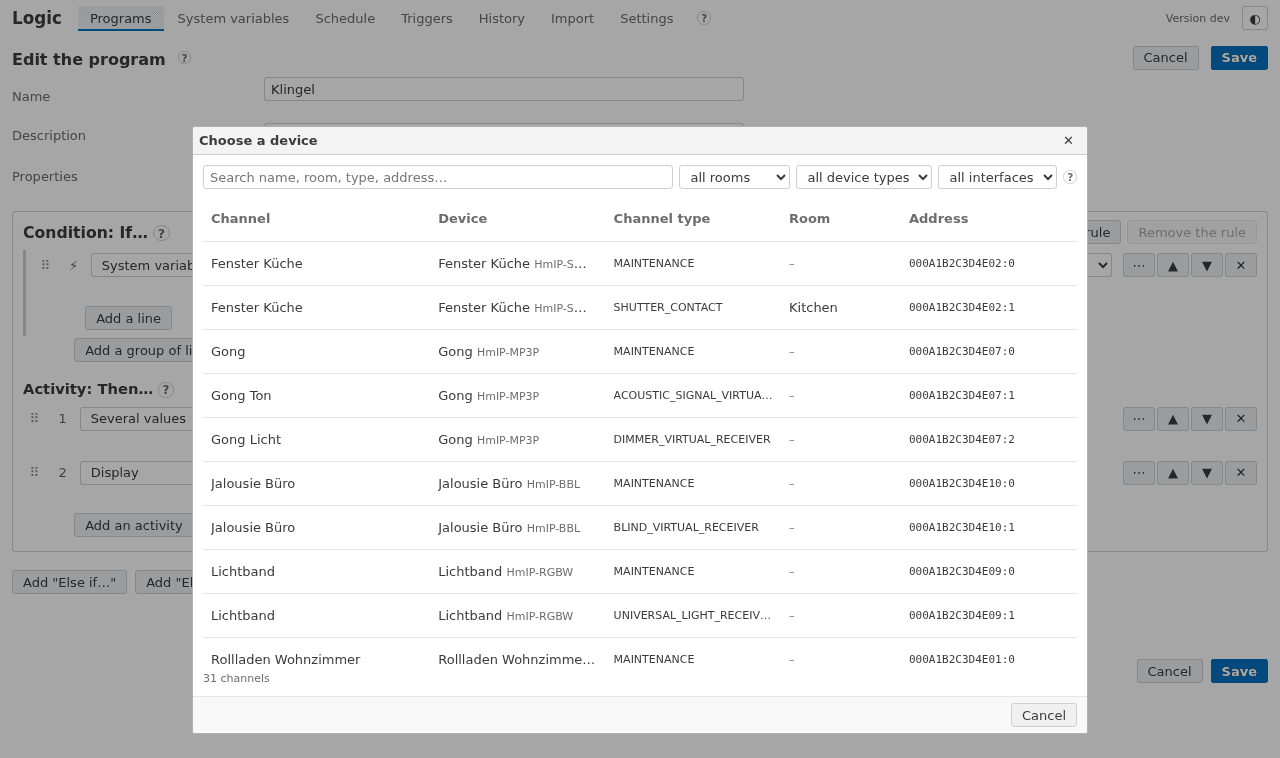 Logic Programs System variables Schedule Triggers History Import Settings ? Version dev ◐
Edit the program ? Cancel Save
Name Klingel
Description
Properties
Choose a device ✕
Search name, room, type, address… all rooms all device types all interfaces ?
Channel Device Channel type Room Address
Fenster Küche Fenster Küche HmIP-S… MAINTENANCE – 000A1B2C3D4E02:0
Fenster Küche Fenster Küche HmIP-S… SHUTTER_CONTACT Kitchen 000A1B2C3D4E02:1
Gong Gong HmIP-MP3P MAINTENANCE – 000A1B2C3D4E07:0
Gong Ton Gong HmIP-MP3P ACOUSTIC_SIGNAL_VIRTUA… – 000A1B2C3D4E07:1
Gong Licht Gong HmIP-MP3P DIMMER_VIRTUAL_RECEIVER – 000A1B2C3D4E07:2
Jalousie Büro Jalousie Büro HmIP-BBL MAINTENANCE – 000A1B2C3D4E10:0
Jalousie Büro Jalousie Büro HmIP-BBL BLIND_VIRTUAL_RECEIVER – 000A1B2C3D4E10:1
Lichtband Lichtband HmIP-RGBW MAINTENANCE – 000A1B2C3D4E09:0
Lichtband Lichtband HmIP-RGBW UNIVERSAL_LIGHT_RECEIV… – 000A1B2C3D4E09:1
Rollladen Wohnzimmer Rollladen Wohnzimme… MAINTENANCE – 000A1B2C3D4E01:0
31 channels
Cancel
Condition: If… ? rule Remove the rule
System variab ⋯ ▲ ▼ ✕
Add a line
Add a group of li
Activity: Then… ?
1 Several values ⋯ ▲ ▼ ✕
2 Display ⋯ ▲ ▼ ✕
Add an activity
Add "Else if…" Add "El
Cancel Save